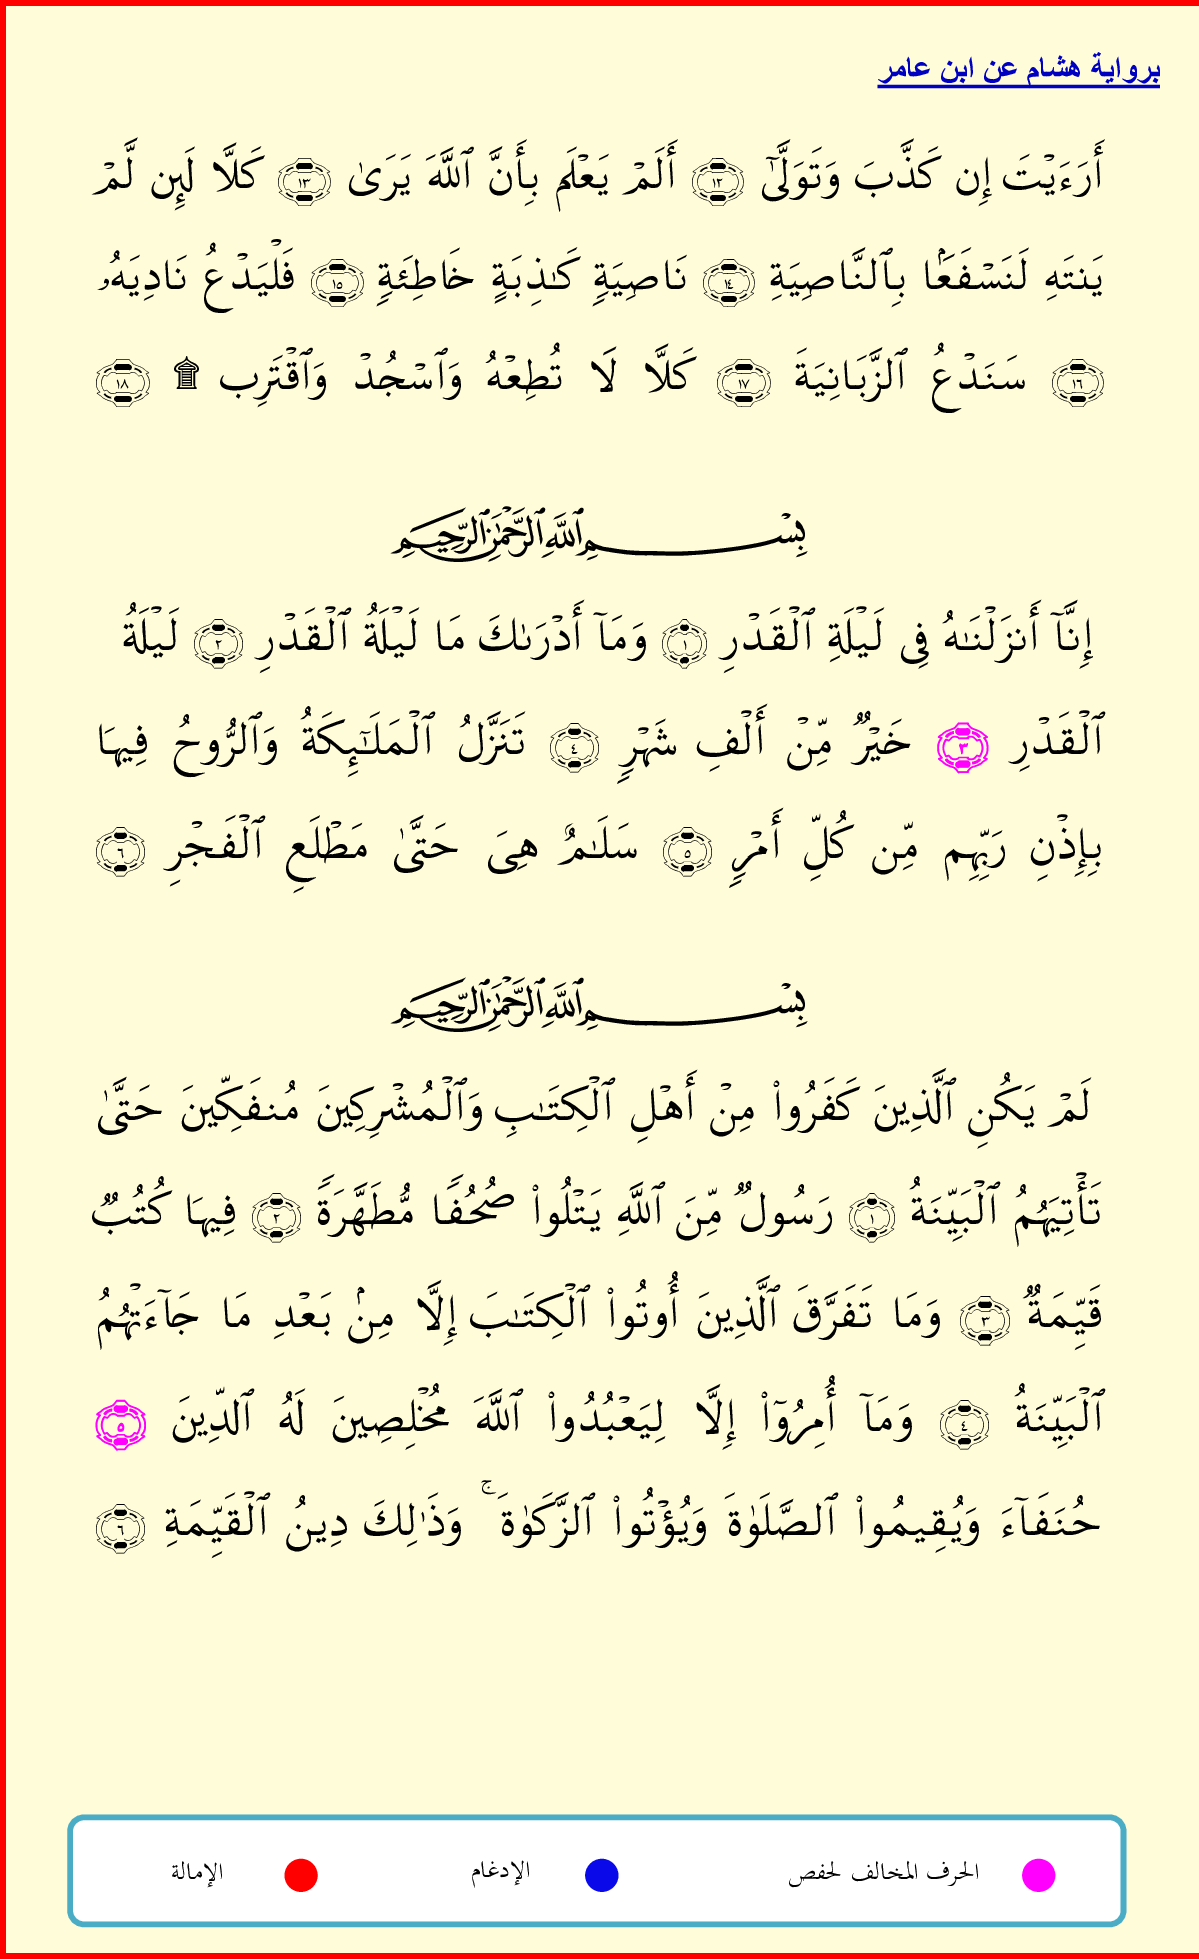 برواية هشام عن ابن عامر
أَرَءَيۡتَ إِن كَذَّبَ وَتَوَلَّىٰٓ ١٢ أَلَمۡ يَعۡلَم بِأَنَّ ٱللَّهَ يَرَىٰ ١٣ كَلَّا لَئِن لَّمۡ
يَنتَهِ لَنَسۡفَعَۢا بِٱلنَّاصِيَةِ ١٤ نَاصِيَةٖ كَٰذِبَةٍ خَاطِئَةٖ ١٥ فَلۡيَدۡعُ نَادِيَهُۥ
١٦ سَنَدۡعُ ٱلزَّبَانِيَةَ ١٧ كَلَّا لَا تُطِعۡهُ وَٱسۡجُدۡ وَٱقۡتَرِب ۩ ١٨
بِسۡمِ ٱللَّهِ ٱلرَّحۡمَٰنِ ٱلرَّحِيمِ
إِنَّآ أَنزَلۡنَٰهُ فِي لَيۡلَةِ ٱلۡقَدۡرِ ١ وَمَآ أَدۡرَىٰكَ مَا لَيۡلَةُ ٱلۡقَدۡرِ ٢ لَيۡلَةُ
ٱلۡقَدۡرِ ٣ خَيۡرٞ مِّنۡ أَلۡفِ شَهۡرٖ ٤ تَنَزَّلُ ٱلۡمَلَٰٓئِكَةُ وَٱلرُّوحُ فِيهَا
بِإِذۡنِ رَبِّهِم مِّن كُلِّ أَمۡرٖ ٥ سَلَٰمٌ هِيَ حَتَّىٰ مَطۡلَعِ ٱلۡفَجۡرِ ٦
بِسۡمِ ٱللَّهِ ٱلرَّحۡمَٰنِ ٱلرَّحِيمِ
لَمۡ يَكُنِ ٱلَّذِينَ كَفَرُواْ مِنۡ أَهۡلِ ٱلۡكِتَٰبِ وَٱلۡمُشۡرِكِينَ مُنفَكِّينَ حَتَّىٰ
تَأۡتِيَهُمُ ٱلۡبَيِّنَةُ ١ رَسُولٞ مِّنَ ٱللَّهِ يَتۡلُواْ صُحُفٗا مُّطَهَّرَةٗ ٢ فِيهَا كُتُبٞ
قَيِّمَةٞ ٣ وَمَا تَفَرَّقَ ٱلَّذِينَ أُوتُواْ ٱلۡكِتَٰبَ إِلَّا مِنۢ بَعۡدِ مَا جَآءَتۡهُمُ
ٱلۡبَيِّنَةُ ٤ وَمَآ أُمِرُوٓاْ إِلَّا لِيَعۡبُدُواْ ٱللَّهَ مُخۡلِصِينَ لَهُ ٱلدِّينَ ٥
حُنَفَآءَ وَيُقِيمُواْ ٱلصَّلَوٰةَ وَيُؤۡتُواْ ٱلزَّكَوٰةَۚ وَذَٰلِكَ دِينُ ٱلۡقَيِّمَةِ ٦
الحرف المخالف لحفص الإدغام الإمالة